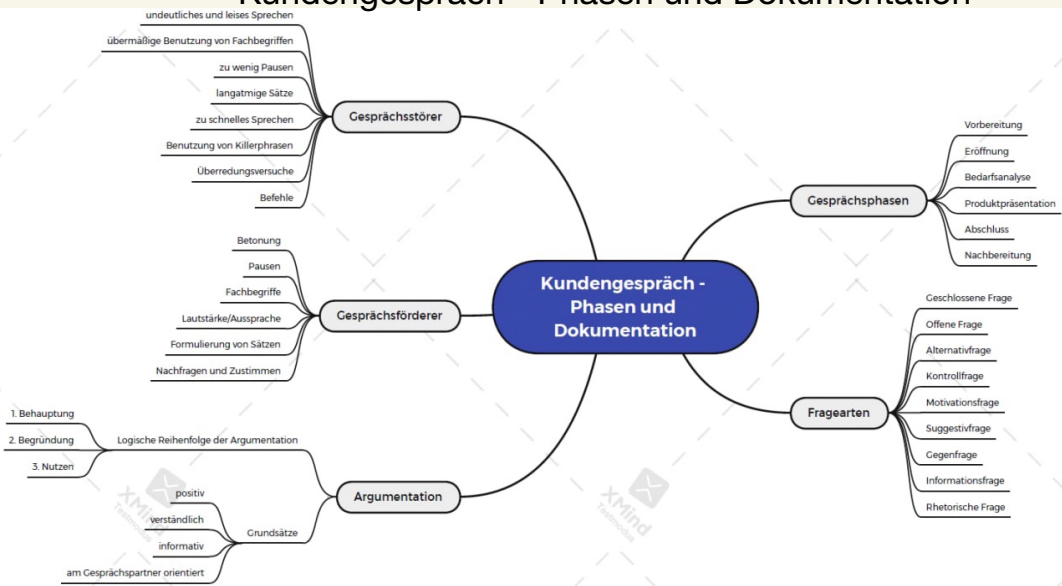 Kundengespräch - Phasen und Dokumentation
undeutliches und leises Sprechen
übermäßige Benutzung von Fachbegriffen
zu wenig Pausen
langatmige Sätze
zu schnelles Sprechen
Benutzung von Killerphrasen
Überredungsversuche
Befehle
Gesprächsstörer
Betonung
Pausen
Fachbegriffe
Lautstärke/Aussprache
Formulierung von Sätzen
Nachfragen und Zustimmen
Gesprächsförderer
1. Behauptung
2. Begründung
3. Nutzen
Logische Reihenfolge der Argumentation
positiv
verständlich
informativ
am Gesprächspartner orientiert
Grundsätze
Argumentation
Kundengespräch -
Phasen und
Dokumentation
Gesprächsphasen
Vorbereitung
Eröffnung
Bedarfsanalyse
Produktpräsentation
Abschluss
Nachbereitung
Fragearten
Geschlossene Frage
Offene Frage
Alternativfrage
Kontrollfrage
Motivationsfrage
Suggestivfrage
Gegenfrage
Informationsfrage
Rhetorische Frage
XMind
Testmodus
XMind
Testmodus